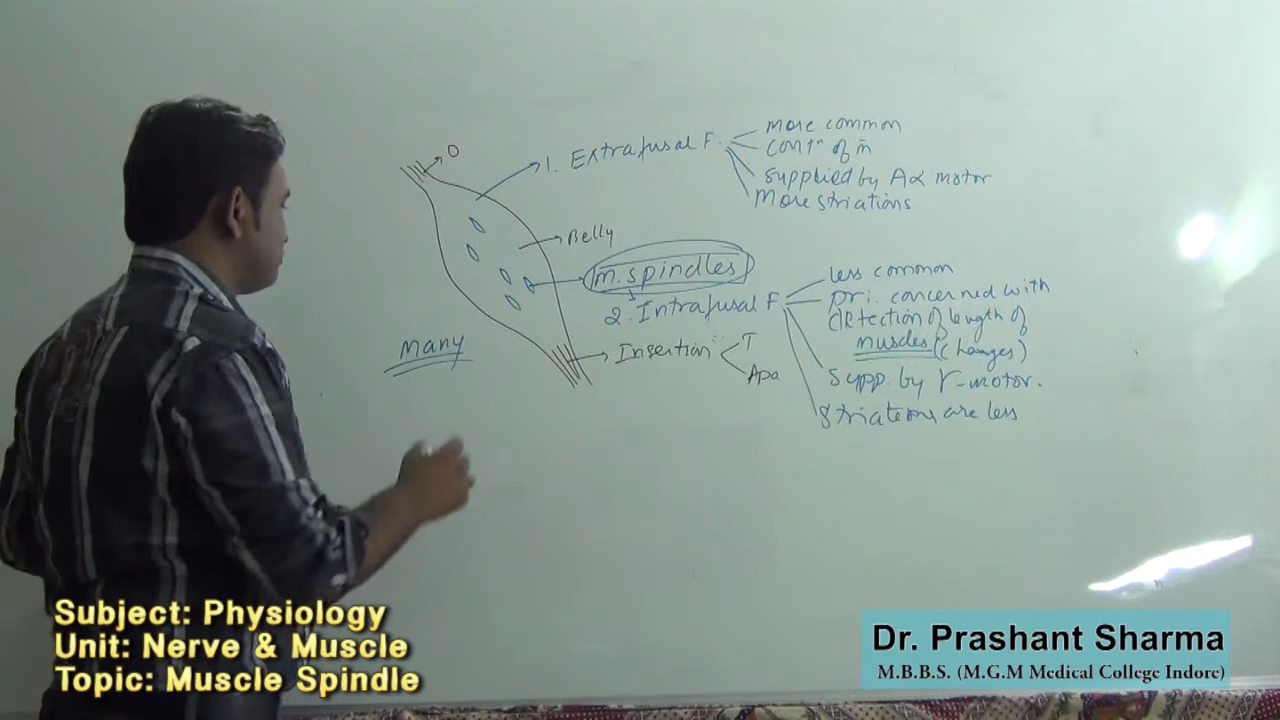 O
1. Extrafusal F.
more common
contⁿ of m̄
supplied by Aα motor
More striations
Belly
m. spindles
2. Intrafusal F
less common
pri. concerned with
detection of length of
muscles (changes)
supp. by γ-motor.
striations are less
many
Insertion
T
Apo
Subject: Physiology
Unit: Nerve & Muscle
Topic: Muscle Spindle
Dr. Prashant Sharma
M.B.B.S. (M.G.M Medical College Indore)